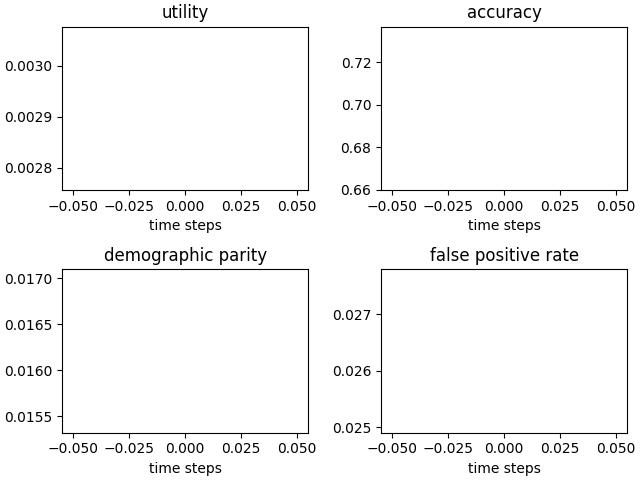 utility
0.0030
0.0029
0.0028
−0.050 −0.025 0.000 0.025 0.050
time steps
accuracy
0.72
0.70
0.68
0.66
−0.050 −0.025 0.000 0.025 0.050
time steps
demographic parity
0.0170
0.0165
0.0160
0.0155
−0.050 −0.025 0.000 0.025 0.050
time steps
false positive rate
0.027
0.026
0.025
−0.050 −0.025 0.000 0.025 0.050
time steps